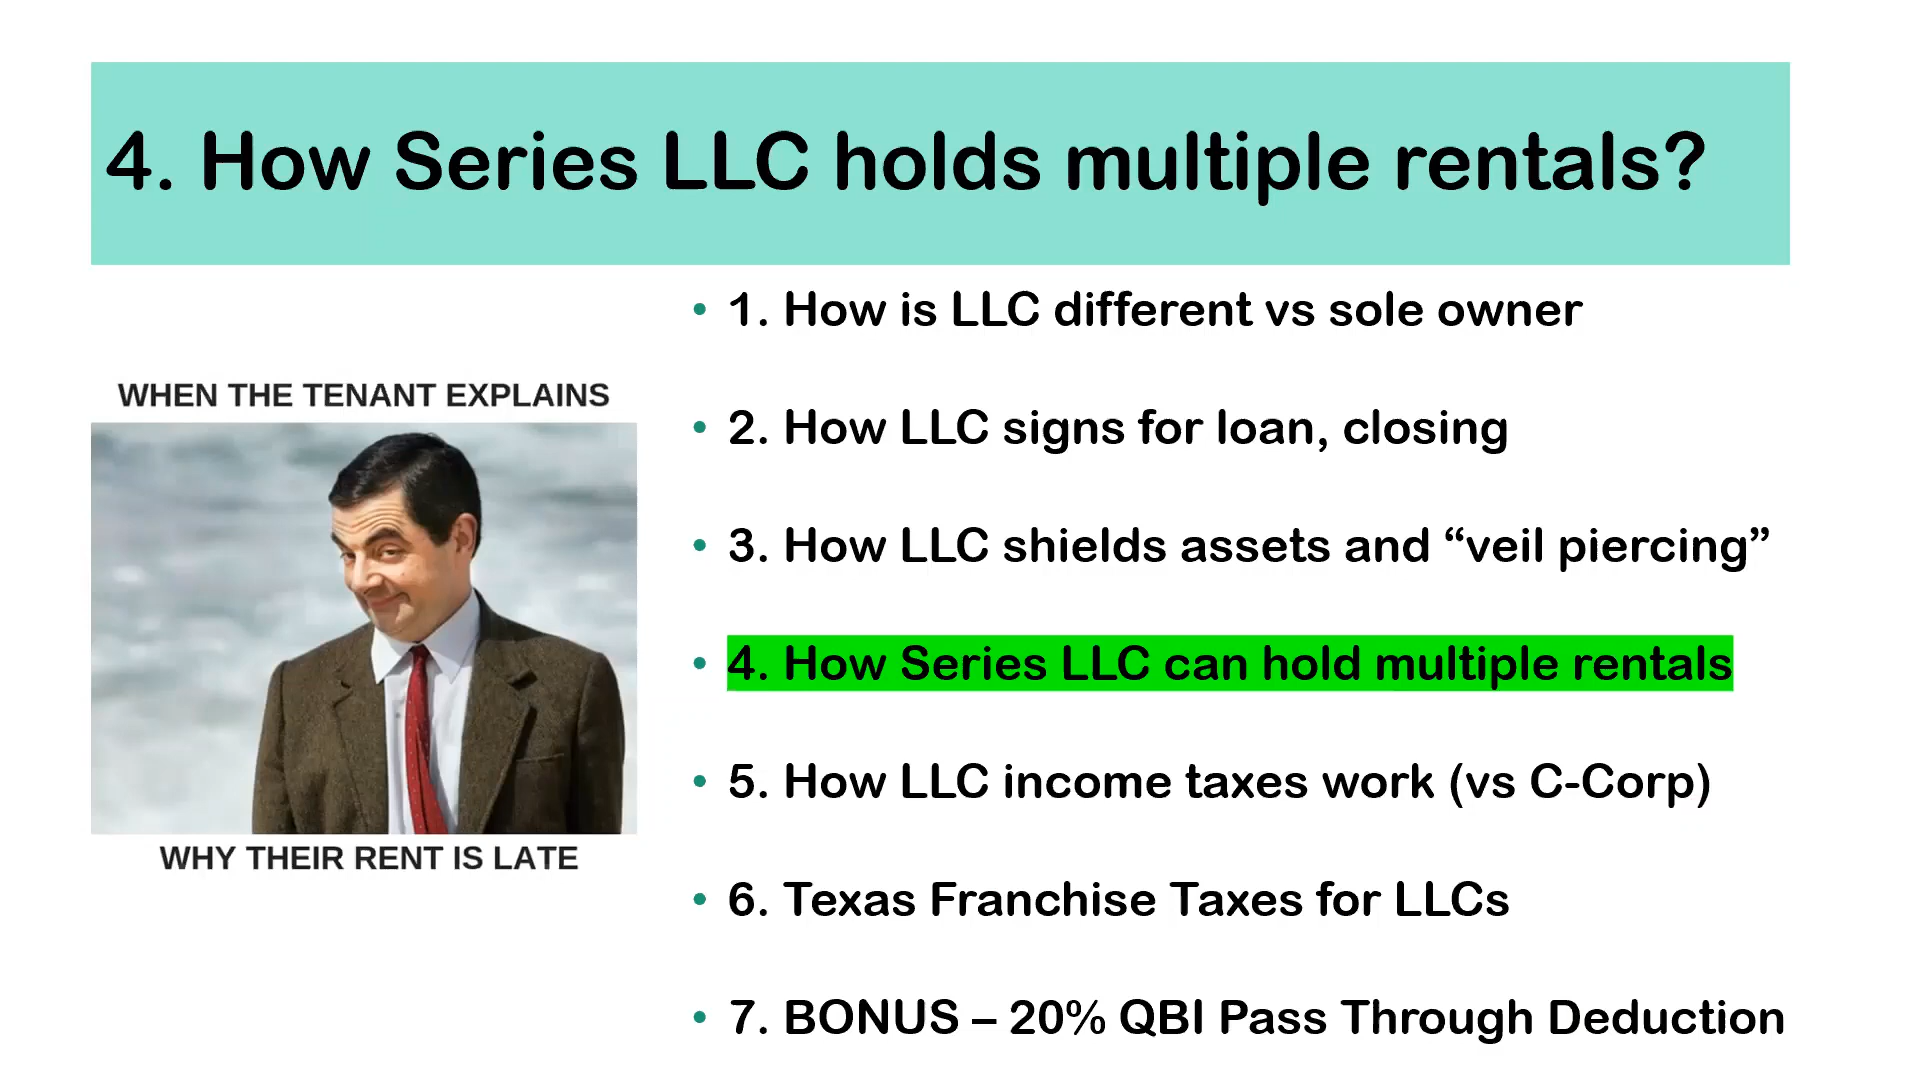 4. How Series LLC holds multiple rentals?
WHEN THE TENANT EXPLAINS
WHY THEIR RENT IS LATE
• 1. How is LLC different vs sole owner
• 2. How LLC signs for loan, closing
• 3. How LLC shields assets and “veil piercing”
• 4. How Series LLC can hold multiple rentals
• 5. How LLC income taxes work (vs C-Corp)
• 6. Texas Franchise Taxes for LLCs
• 7. BONUS – 20% QBI Pass Through Deduction